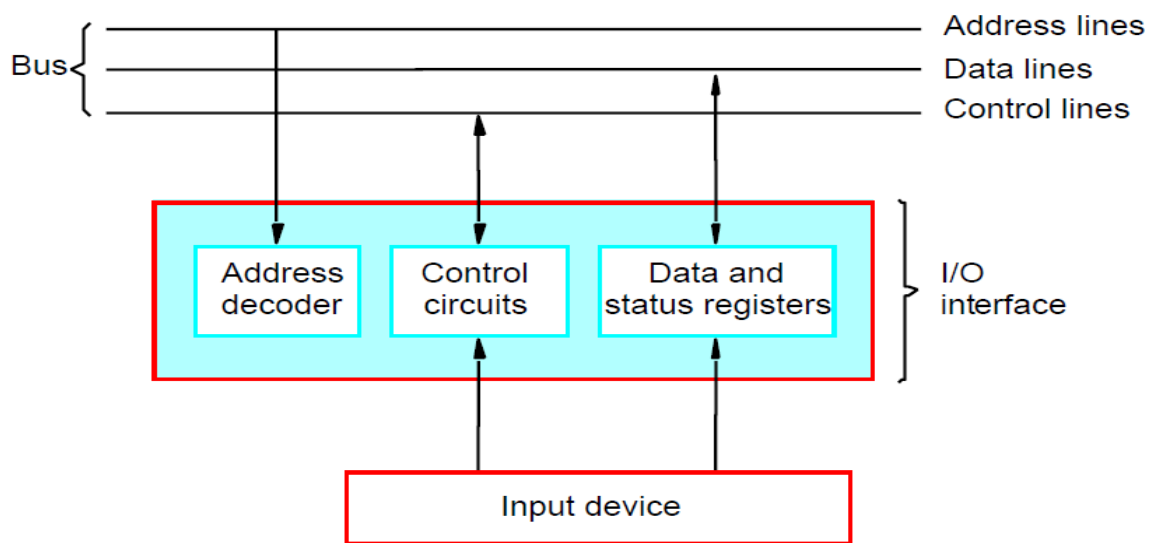 Address lines
Bus
Data lines
Control lines
Address
decoder
Control
circuits
Data and
status registers
I/O
interface
Input device